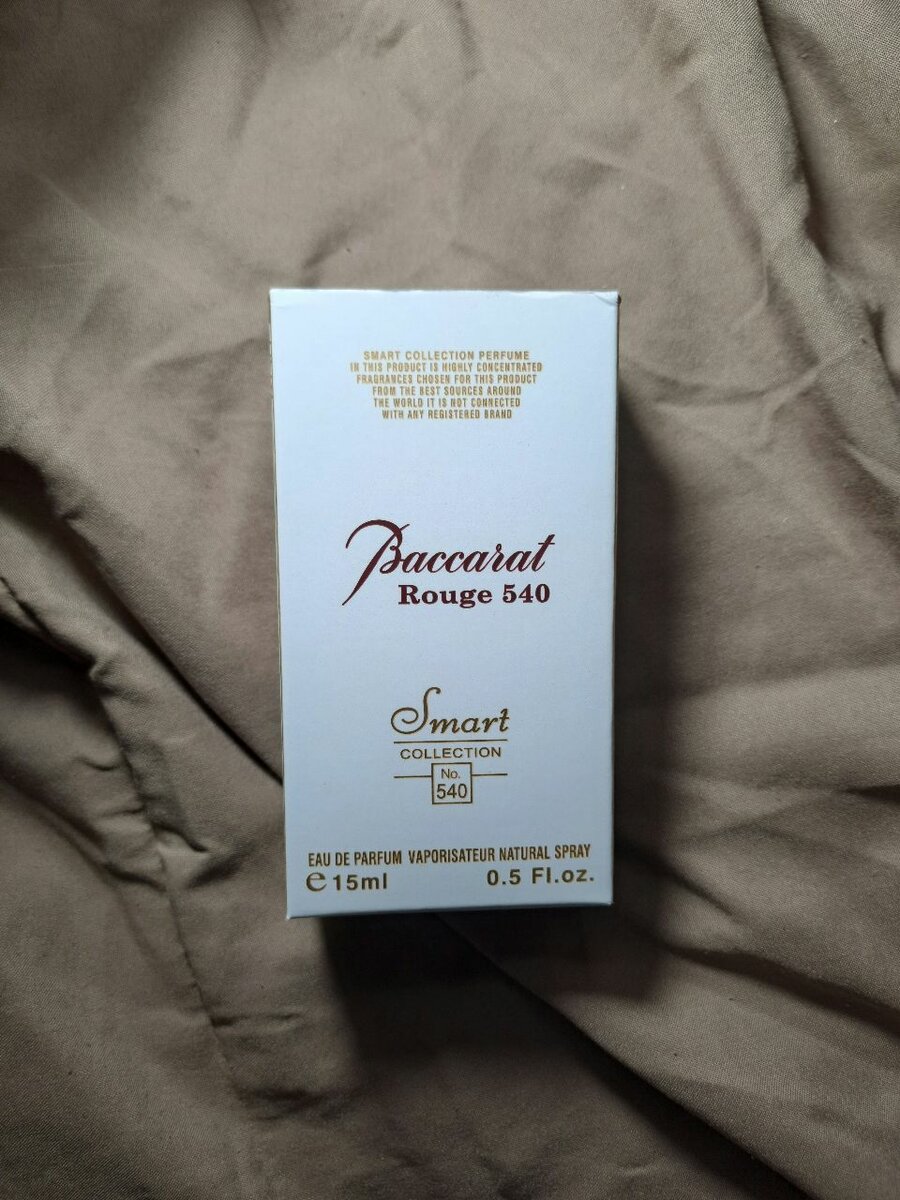 SMART COLLECTION PERFUME
IN THIS PRODUCT IS HIGHLY CONCENTRATED
FRAGRANCES CHOSEN FOR THIS PRODUCT
FROM THE BEST SOURCES AROUND
THE WORLD IT IS NOT CONNECTED
WITH ANY REGISTERED BRAND
Baccarat
Rouge 540
Smart
COLLECTION
No.
540
EAU DE PARFUM VAPORISATEUR NATURAL SPRAY
e 15ml 0.5 Fl.oz.